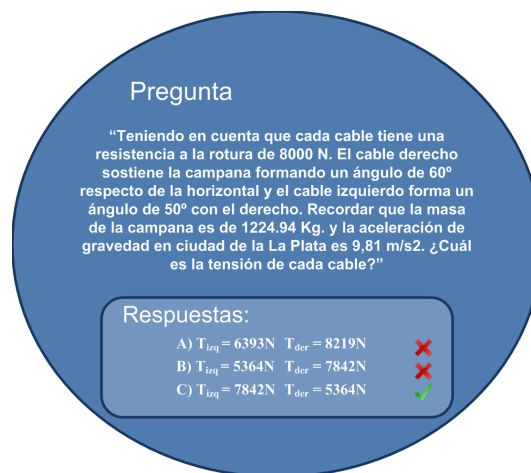 Pregunta
“Teniendo en cuenta que cada cable tiene una
resistencia a la rotura de 8000 N. El cable derecho
sostiene la campana formando un ángulo de 60º
respecto de la horizontal y el cable izquierdo forma un
ángulo de 50º con el derecho. Recordar que la masa
de la campana es de 1224.94 Kg. y la aceleración de
gravedad en ciudad de la La Plata es 9,81 m/s2. ¿Cuál
es la tensión de cada cable?”
Respuestas:
A) Tizq = 6393N Tder = 8219N
B) Tizq = 5364N Tder = 7842N
C) Tizq = 7842N Tder = 5364N